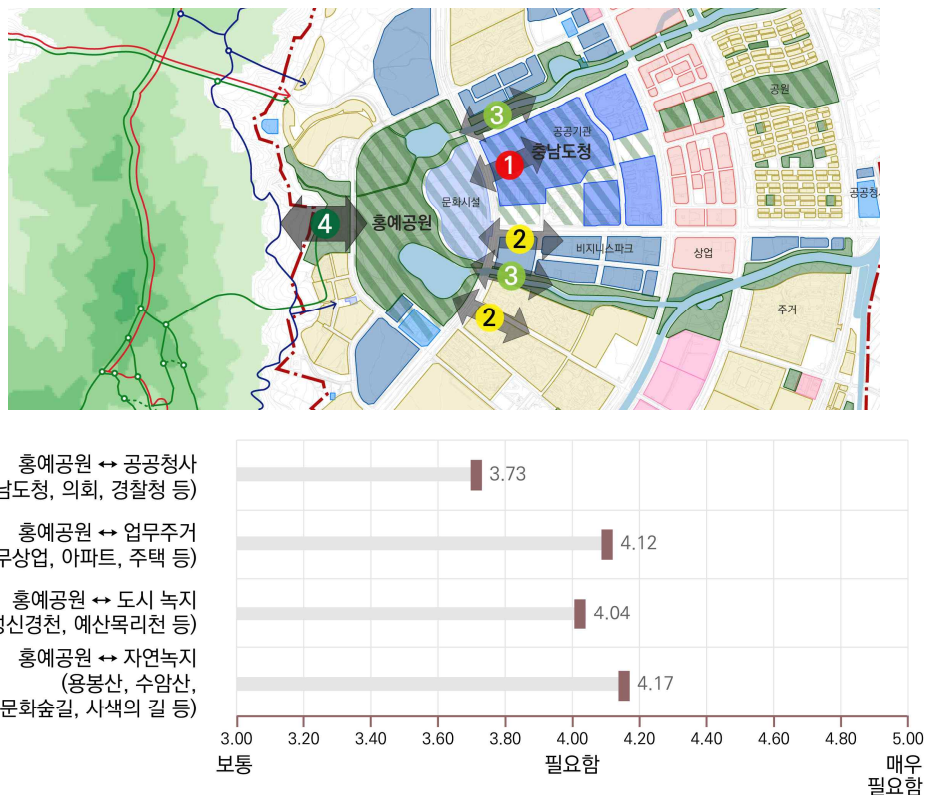 공원
3
공공기관
충남도청
1
공공청사
문화시설
홍예공원
4
2
비지니스파크
상업
3
주거
2
홍예공원 ↔ 공공청사
남도청, 의회, 경찰청 등)
3.73
홍예공원 ↔ 업무주거
무상업, 아파트, 주택 등)
4.12
홍예공원 ↔ 도시 녹지
성신경천, 예산목리천 등)
4.04
홍예공원 ↔ 자연녹지
(용봉산, 수암산,
문화숲길, 사색의 길 등)
4.17
3.00 3.20 3.40 3.60 3.80 4.00 4.20 4.40 4.60 4.80 5.00
보통 필요함 매우
필요함